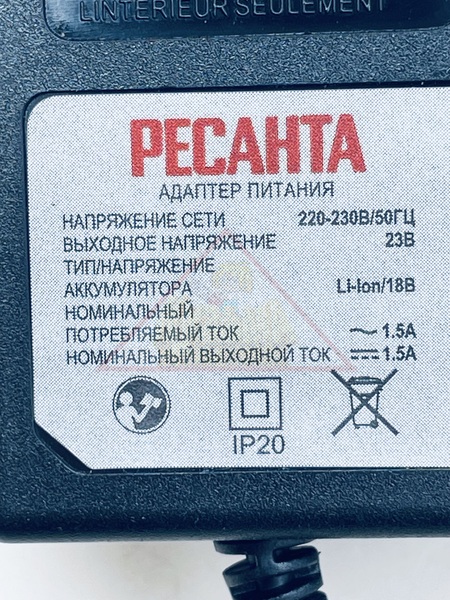 L'INTERIEUR SEULEMENT
РЕСАНТА
АДАПТЕР ПИТАНИЯ
НАПРЯЖЕНИЕ СЕТИ 220-230В/50ГЦ
ВЫХОДНОЕ НАПРЯЖЕНИЕ 23В
ТИП/НАПРЯЖЕНИЕ
АККУМУЛЯТОРА Li-Ion/18В
НОМИНАЛЬНЫЙ
ПОТРЕБЛЯЕМЫЙ ТОК ~ 1.5А
НОМИНАЛЬНЫЙ ВЫХОДНОЙ ТОК ⎓ 1.5А
IP20